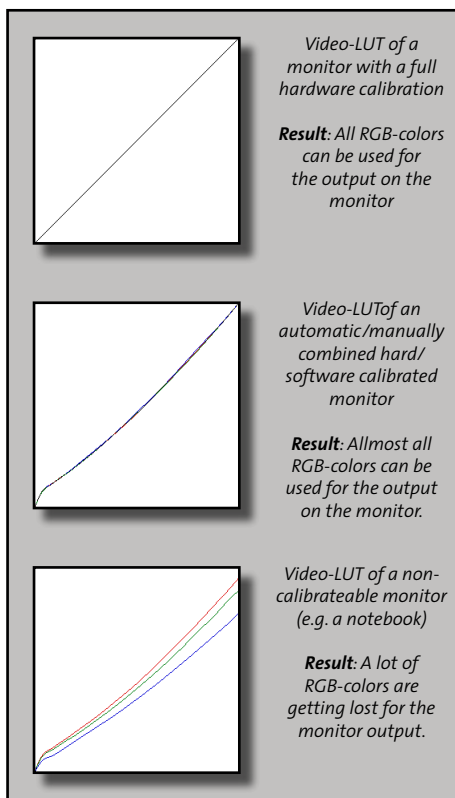 Video-LUT of a
monitor with a full
hardware calibration
Result: All RGB-colors
can be used for
the output on the
monitor
Video-LUTof an
automatic/manually
combined hard/
software calibrated
monitor
Result: Allmost all
RGB-colors can be
used for the output
on the monitor.
Video-LUT of a non-
calibrateable monitor
(e.g. a notebook)
Result: A lot of
RGB-colors are
getting lost for the
monitor output.